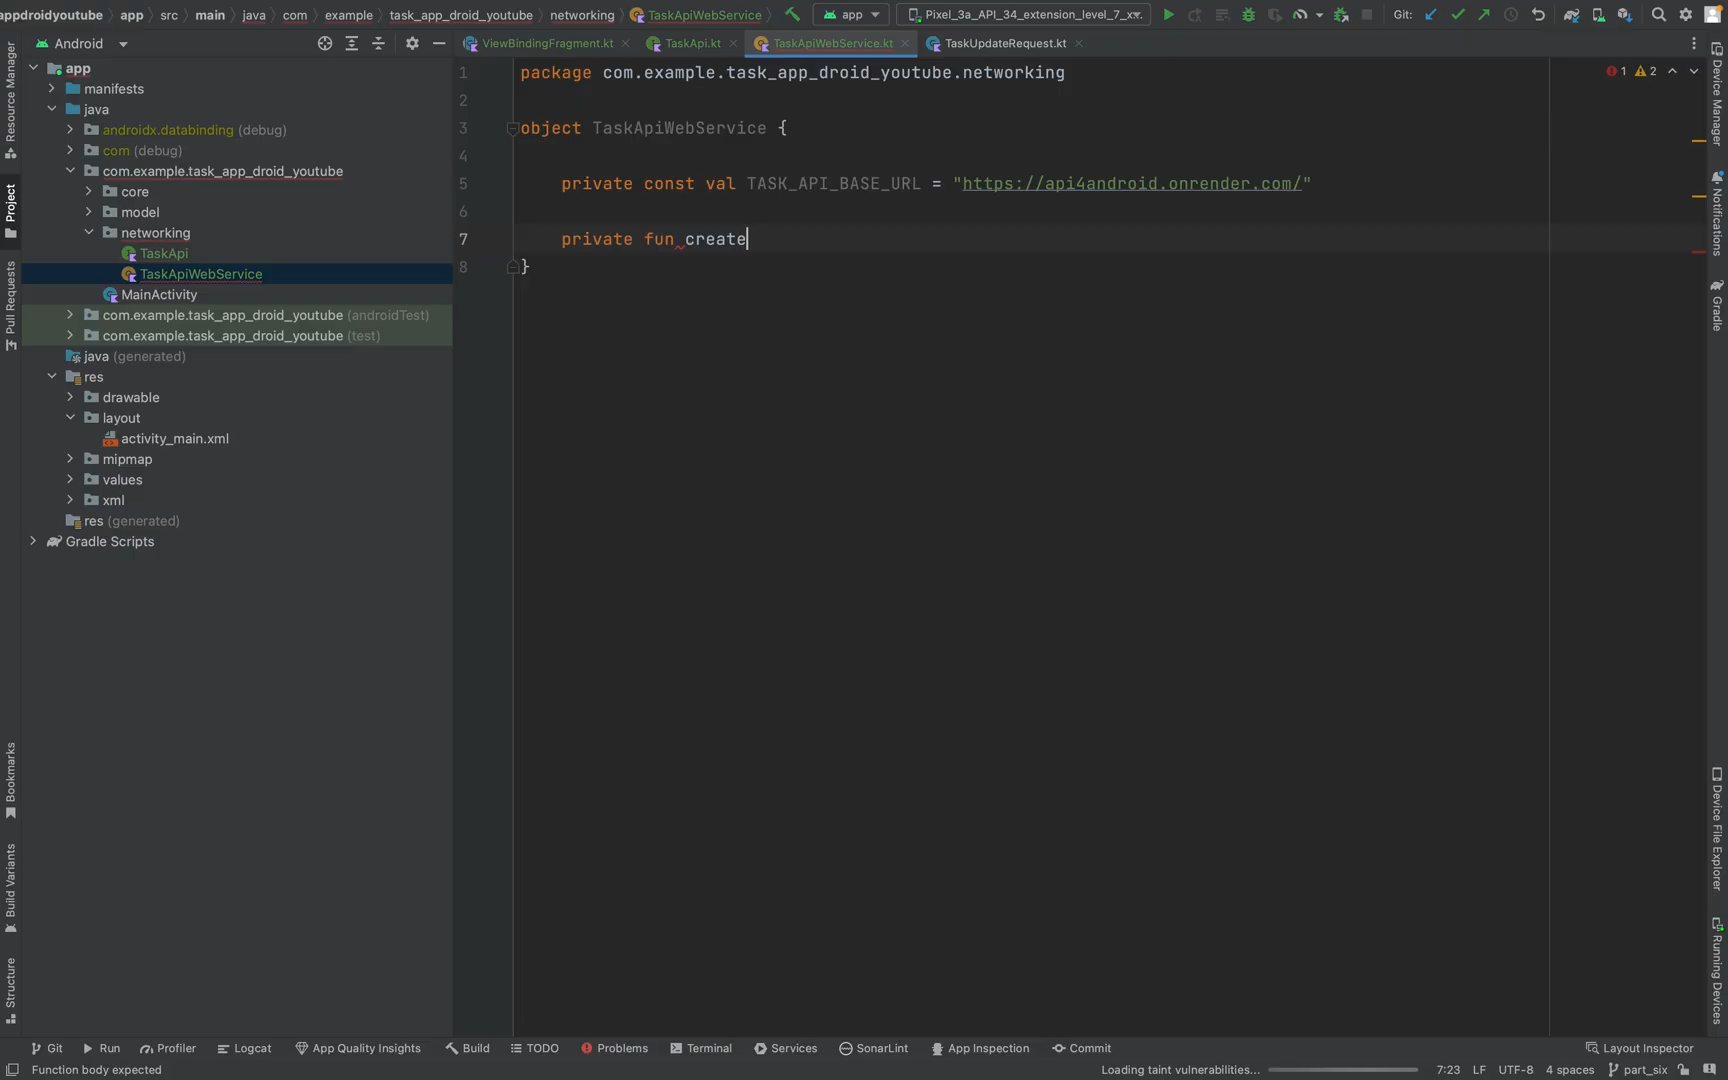 appdroidyoutube app src main java com example task_app_droid_youtube networking TaskApiWebService app Pixel_3a_API_34_extension_level_7_x Git:
Android ViewBindingFragment.kt TaskApi.kt TaskApiWebService.kt TaskUpdateRequest.kt
app
manifests
java
androidx.databinding (debug)
com (debug)
com.example.task_app_droid_youtube
core
model
networking
TaskApi
TaskApiWebService
MainActivity
com.example.task_app_droid_youtube (androidTest)
com.example.task_app_droid_youtube (test)
java (generated)
res
drawable
layout
activity_main.xml
mipmap
values
xml
res (generated)
Gradle Scripts
1 package com.example.task_app_droid_youtube.networking
2
3 object TaskApiWebService {
4
5 private const val TASK_API_BASE_URL = "https://api4android.onrender.com/"
6
7 private fun create
8 }
1 2
Resource Manager
Project
Pull Requests
Bookmarks
Build Variants
Structure
Device Manager
Notifications
Gradle
Device File Explorer
Running Devices
Git Run Profiler Logcat App Quality Insights Build TODO Problems Terminal Services SonarLint App Inspection Commit Layout Inspector
Function body expected Loading taint vulnerabilities... 7:23 LF UTF-8 4 spaces part_six